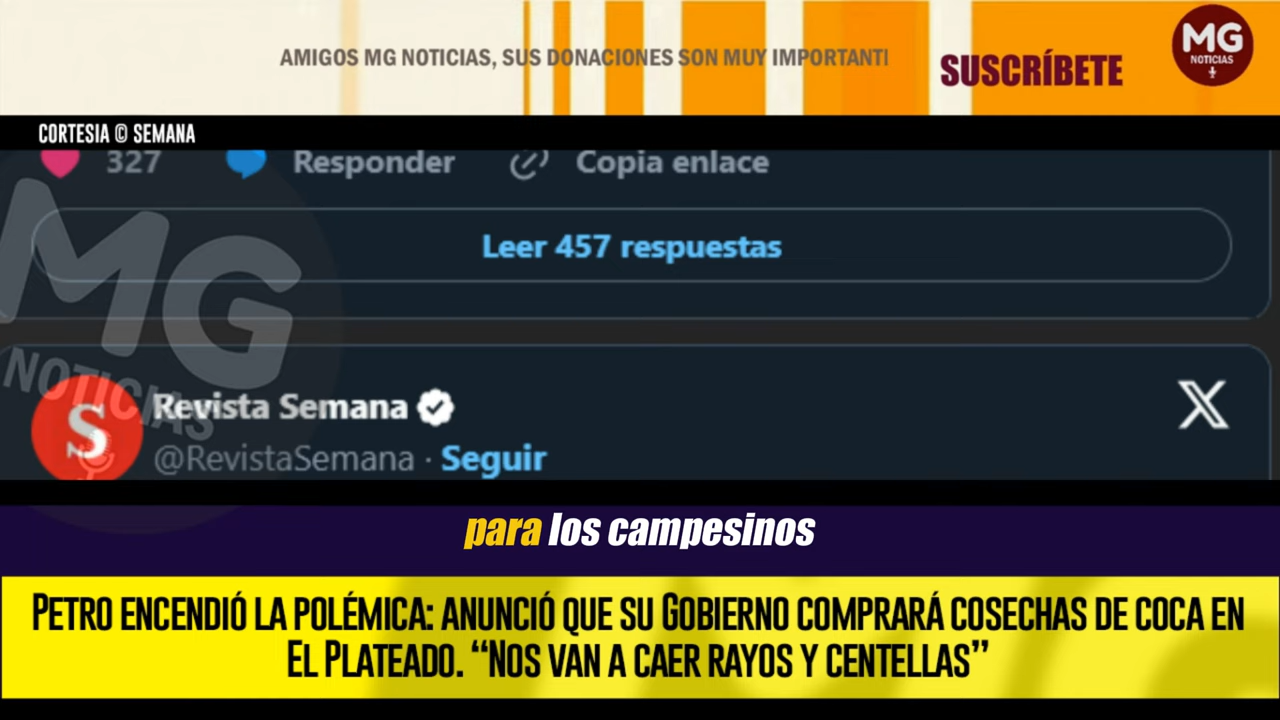 AMIGOS MG NOTICIAS, SUS DONACIONES SON MUY IMPORTANTI
SUSCRÍBETE
MG
NOTICIAS
CORTESIA © SEMANA
327 Responder Copia enlace
Leer 457 respuestas
MG
NOTICIAS
S
Revista Semana
@RevistaSemana · Seguir
X
para los campesinos
PETRO ENCENDIÓ LA POLÉMICA: ANUNCIÓ QUE SU GOBIERNO COMPRARÁ COSECHAS DE COCA EN
EL PLATEADO. “NOS VAN A CAER RAYOS Y CENTELLAS”